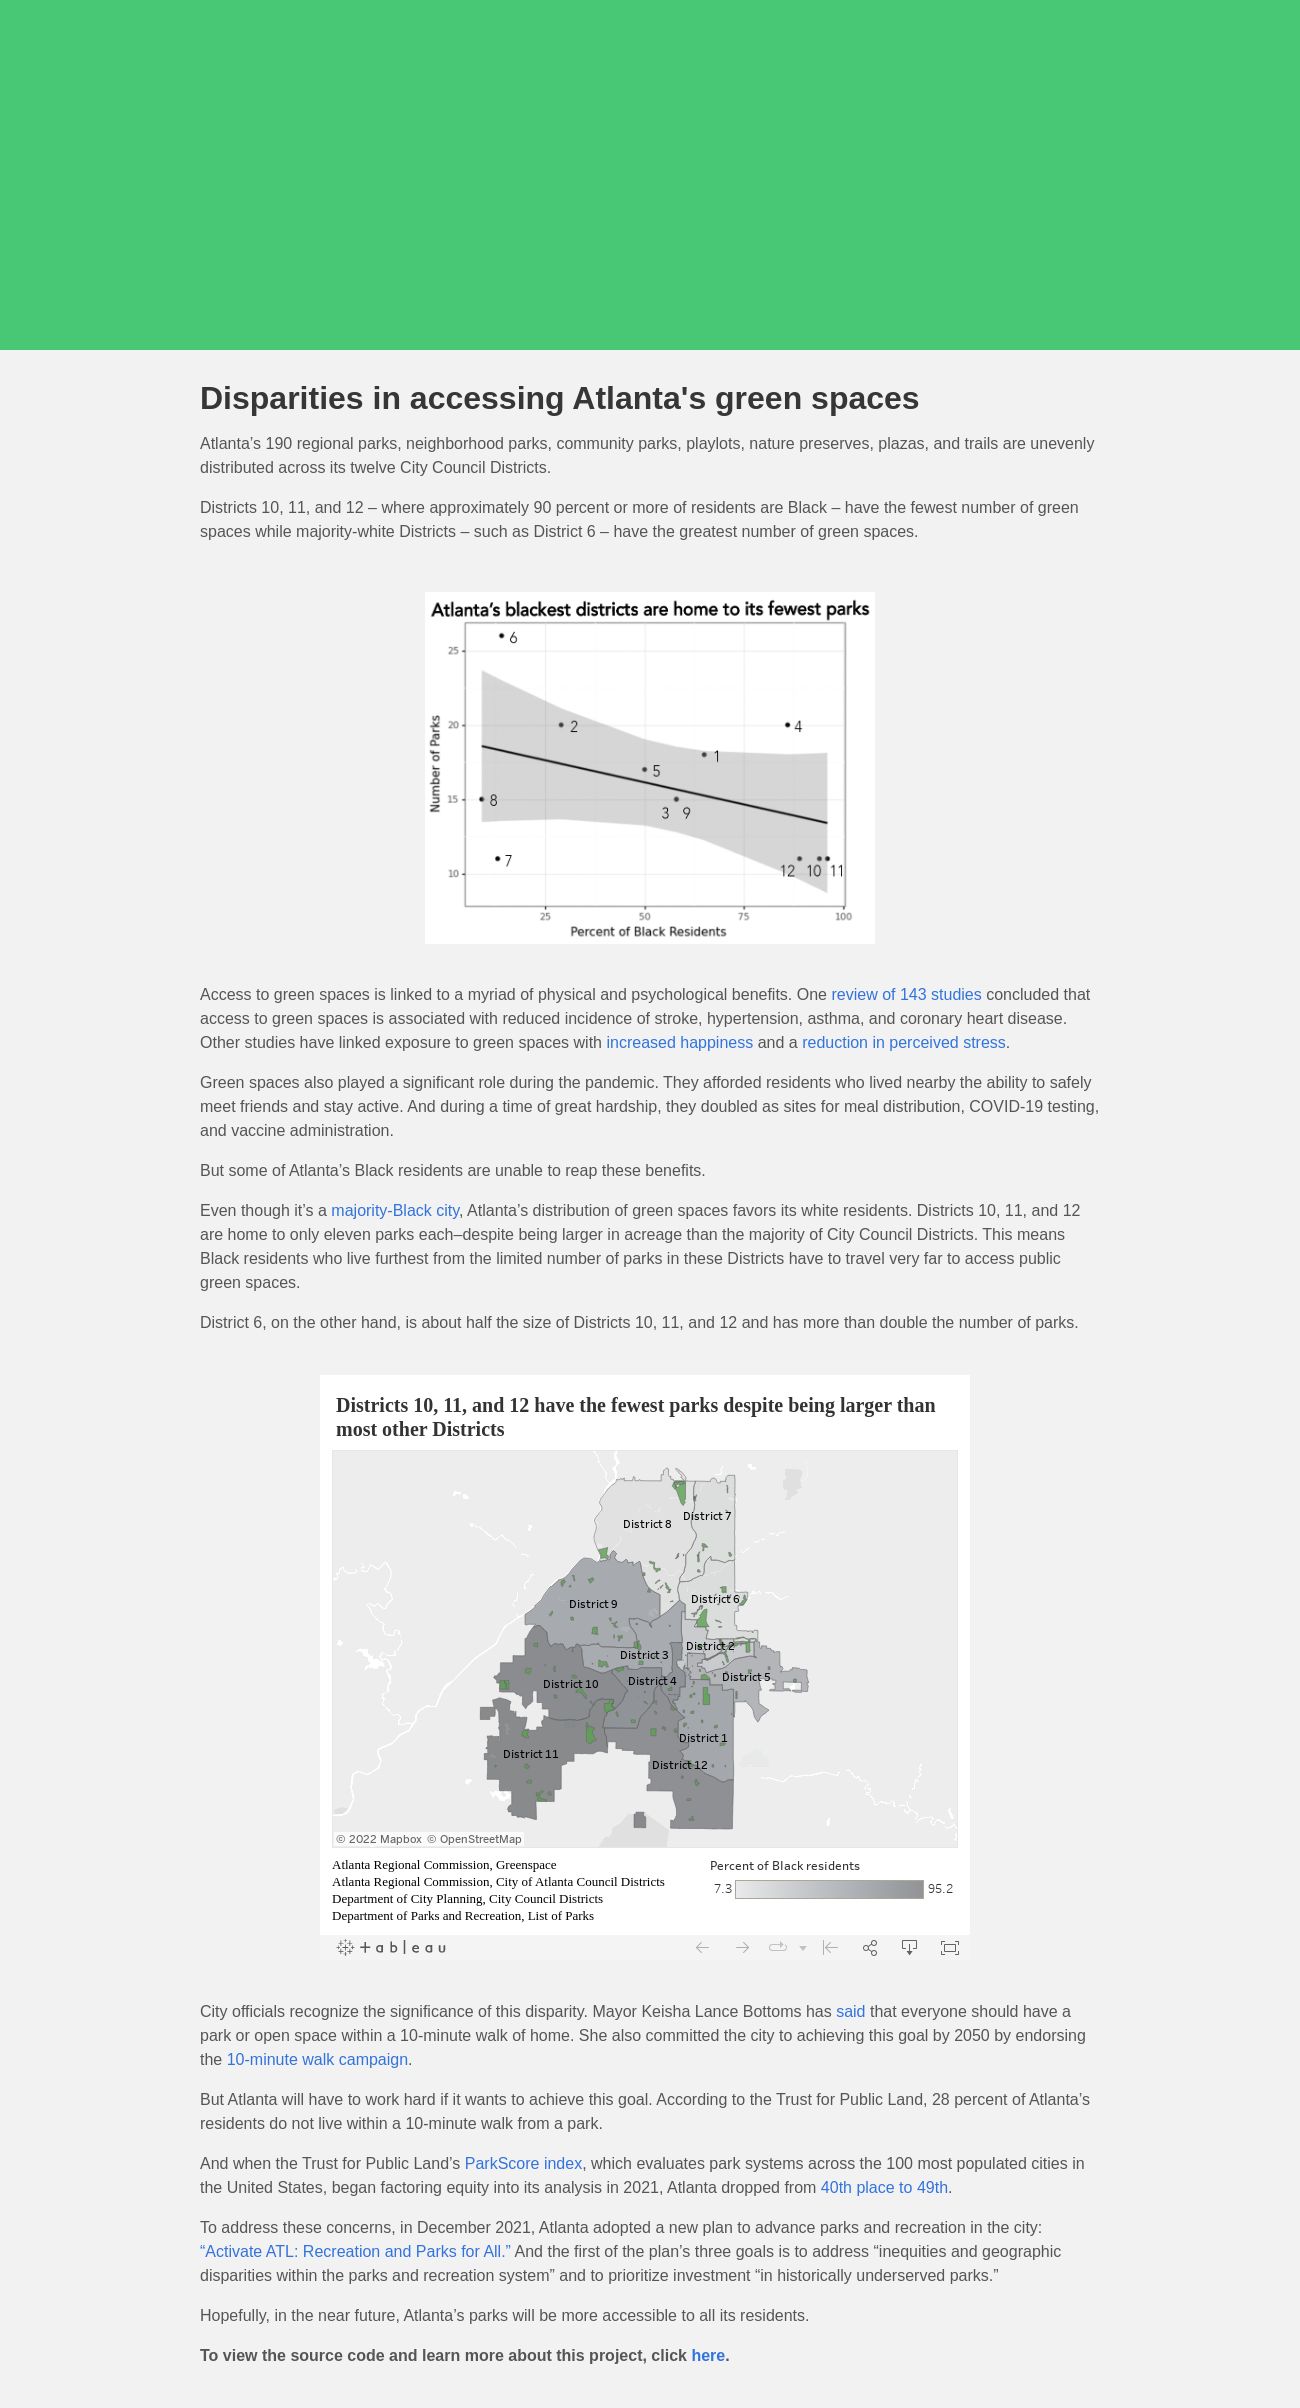 Disparities in accessing Atlanta's green spaces
Atlanta’s 190 regional parks, neighborhood parks, community parks, playlots, nature preserves, plazas, and trails are unevenly
distributed across its twelve City Council Districts.
Districts 10, 11, and 12 – where approximately 90 percent or more of residents are Black – have the fewest number of green
spaces while majority-white Districts – such as District 6 – have the greatest number of green spaces.
Atlanta’s blackest districts are home to its fewest parks
6
25
2
20
4
1
5
Number of Parks
15
8
3 9
7
12 10 11
10
25 50 75 100
Percent of Black Residents
Access to green spaces is linked to a myriad of physical and psychological benefits. One review of 143 studies concluded that
access to green spaces is associated with reduced incidence of stroke, hypertension, asthma, and coronary heart disease.
Other studies have linked exposure to green spaces with increased happiness and a reduction in perceived stress.
Green spaces also played a significant role during the pandemic. They afforded residents who lived nearby the ability to safely
meet friends and stay active. And during a time of great hardship, they doubled as sites for meal distribution, COVID-19 testing,
and vaccine administration.
But some of Atlanta’s Black residents are unable to reap these benefits.
Even though it’s a majority-Black city, Atlanta’s distribution of green spaces favors its white residents. Districts 10, 11, and 12
are home to only eleven parks each–despite being larger in acreage than the majority of City Council Districts. This means
Black residents who live furthest from the limited number of parks in these Districts have to travel very far to access public
green spaces.
District 6, on the other hand, is about half the size of Districts 10, 11, and 12 and has more than double the number of parks.
Districts 10, 11, and 12 have the fewest parks despite being larger than
most other Districts
District 7
District 8
District 6
District 9
District 2
District 3
District 5
District 4
District 10
District 1
District 11
District 12
© 2022 Mapbox © OpenStreetMap
Atlanta Regional Commission, Greenspace
Atlanta Regional Commission, City of Atlanta Council Districts
Department of City Planning, City Council Districts
Department of Parks and Recreation, List of Parks
Percent of Black residents
7.3 95.2
+ableau
City officials recognize the significance of this disparity. Mayor Keisha Lance Bottoms has said that everyone should have a
park or open space within a 10-minute walk of home. She also committed the city to achieving this goal by 2050 by endorsing
the 10-minute walk campaign.
But Atlanta will have to work hard if it wants to achieve this goal. According to the Trust for Public Land, 28 percent of Atlanta’s
residents do not live within a 10-minute walk from a park.
And when the Trust for Public Land’s ParkScore index, which evaluates park systems across the 100 most populated cities in
the United States, began factoring equity into its analysis in 2021, Atlanta dropped from 40th place to 49th.
To address these concerns, in December 2021, Atlanta adopted a new plan to advance parks and recreation in the city:
“Activate ATL: Recreation and Parks for All.” And the first of the plan’s three goals is to address “inequities and geographic
disparities within the parks and recreation system” and to prioritize investment “in historically underserved parks.”
Hopefully, in the near future, Atlanta’s parks will be more accessible to all its residents.
To view the source code and learn more about this project, click here.